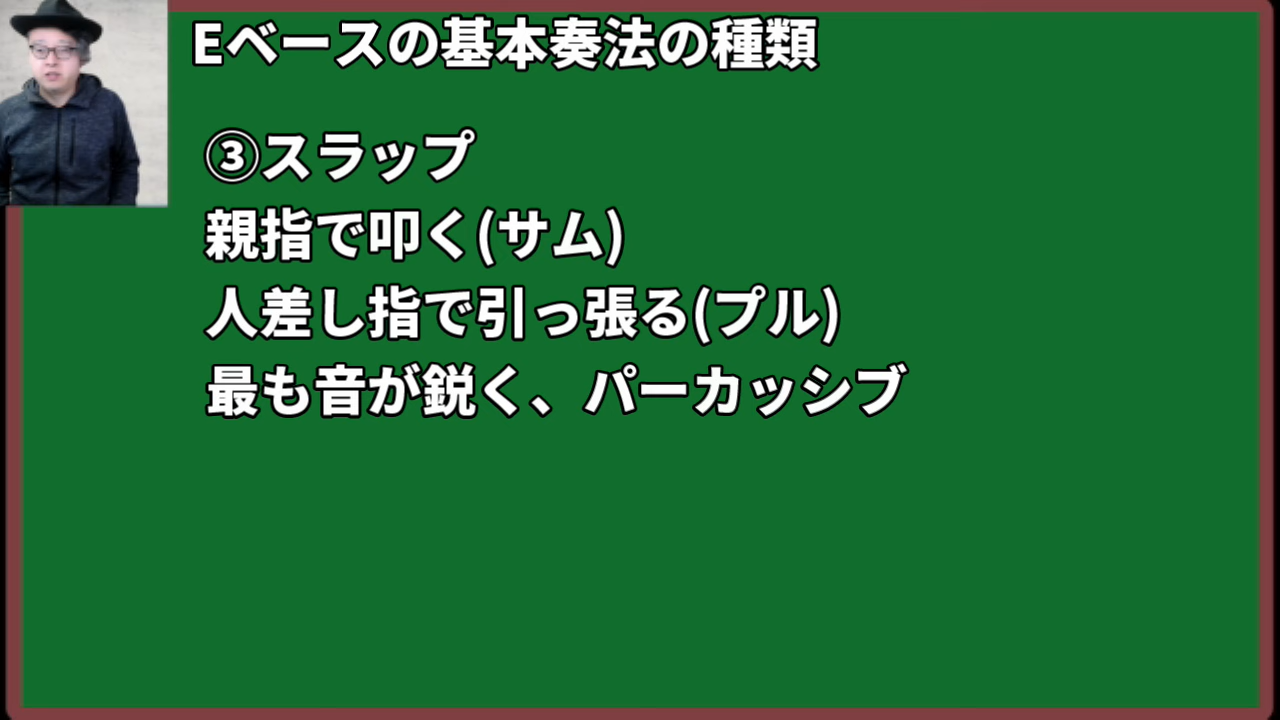 Eベースの基本奏法の種類
③スラップ
親指で叩く(サム)
人差し指で引っ張る(プル)
最も音が鋭く、パーカッシブ